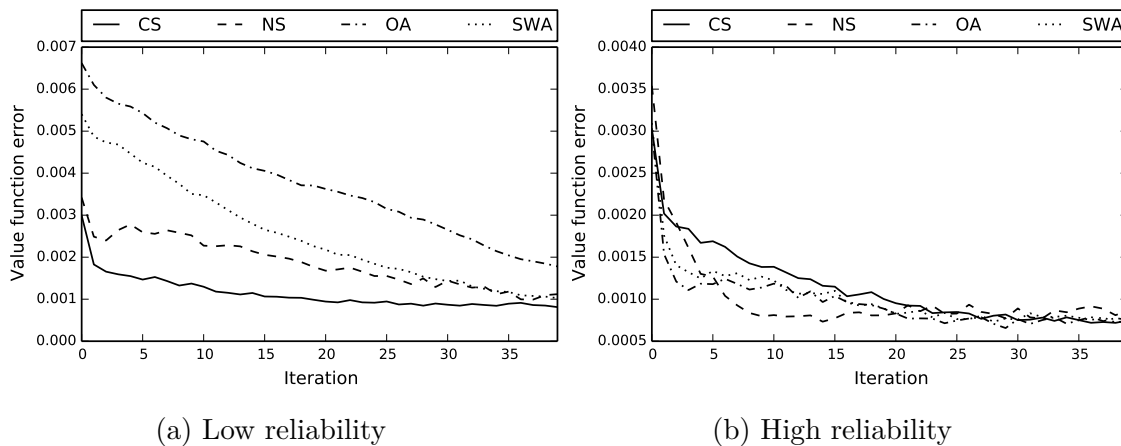 CS NS OA SWA
0.007
0.006
0.005
0.004
0.003
0.002
0.001
0.000
Value function error
0 5 10 15 20 25 30 35
Iteration
(a) Low reliability
CS NS OA SWA
0.0040
0.0035
0.0030
0.0025
0.0020
0.0015
0.0010
0.0005
Value function error
0 5 10 15 20 25 30 35
Iteration
(b) High reliability